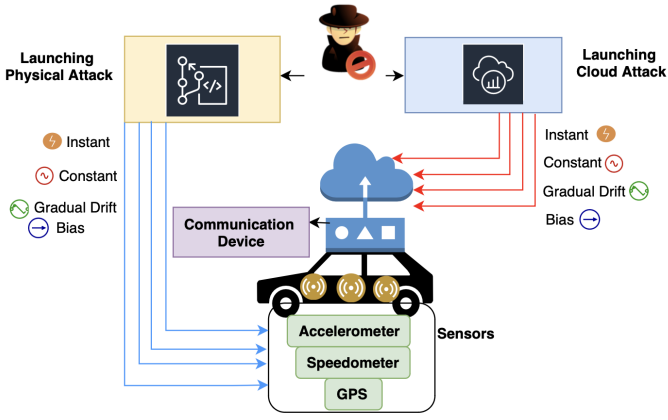 Launching
Physical Attack
Launching
Cloud Attack
</>
Instant
Constant
Gradual Drift
Bias
Instant
Constant
Gradual Drift
Bias
Communication
Device
Accelerometer
Speedometer
GPS
Sensors